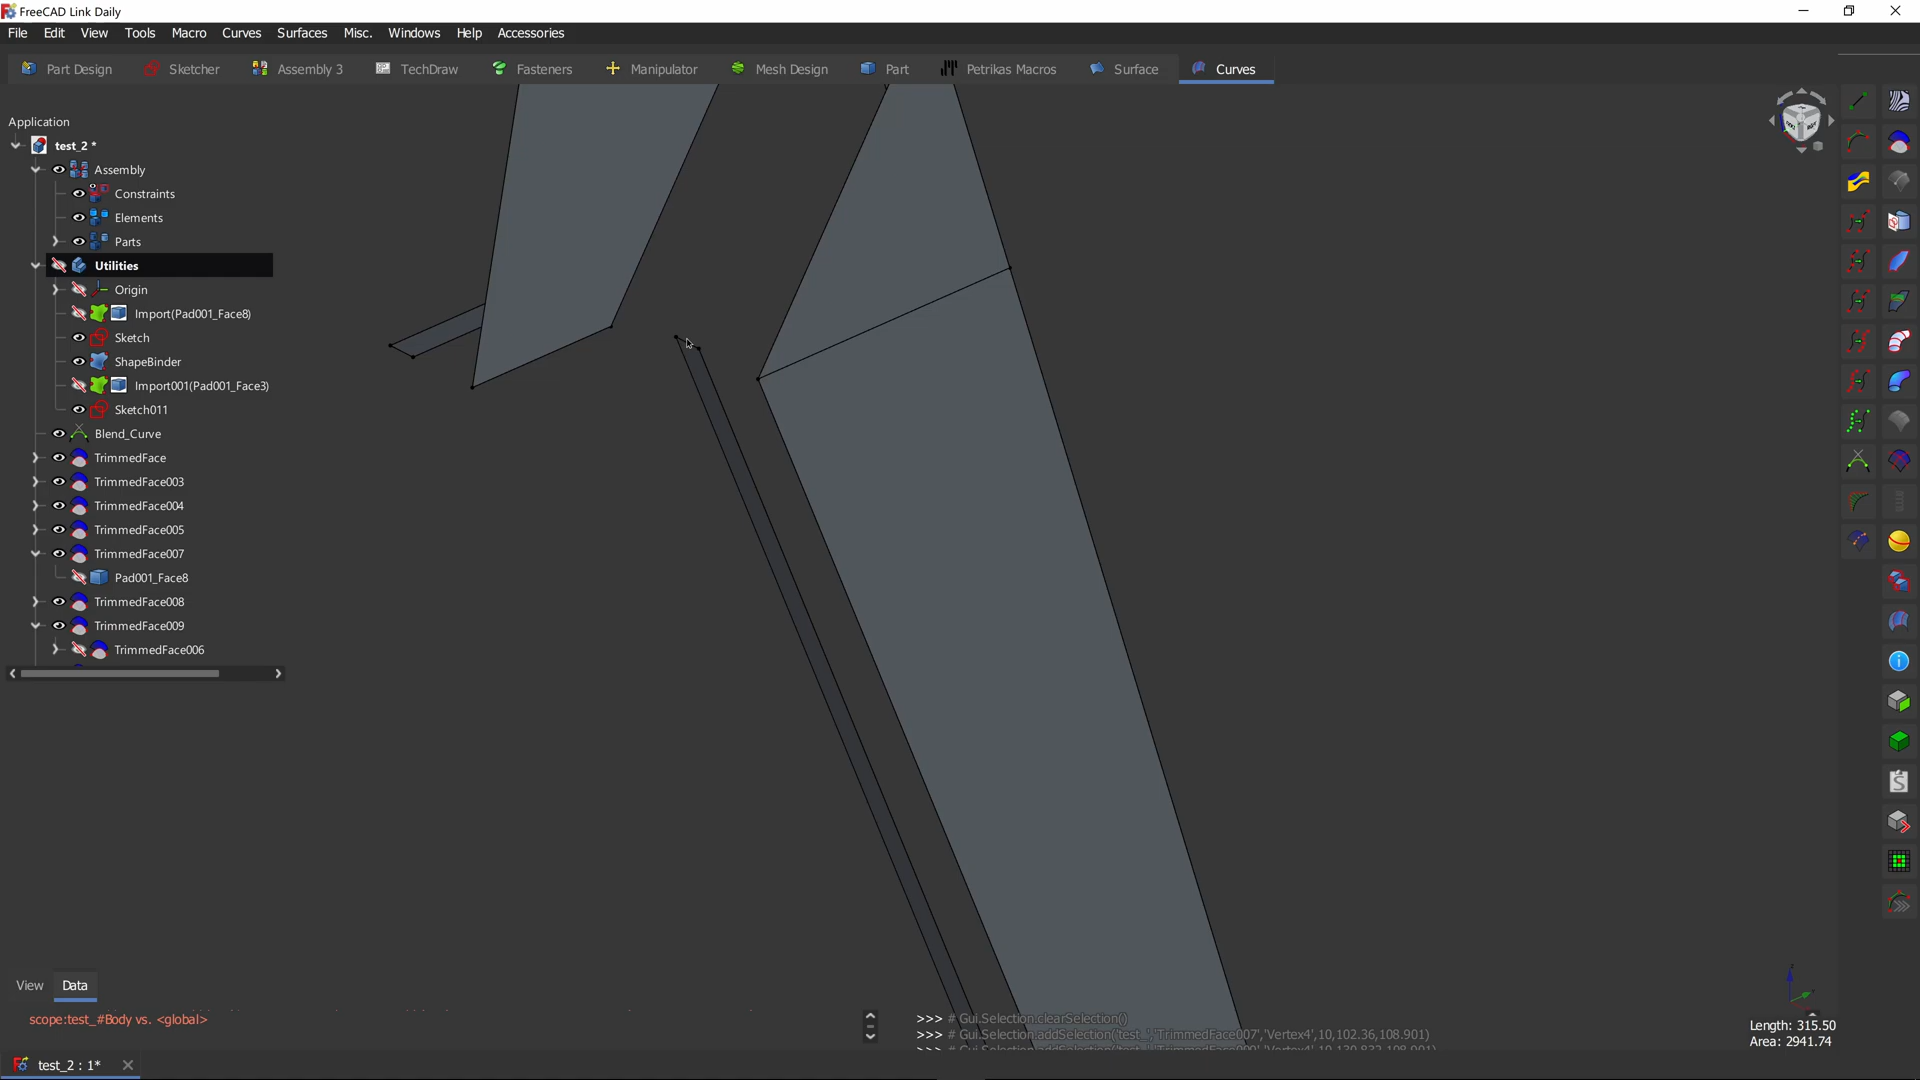 FreeCAD Link Daily
File Edit View Tools Macro Curves Surfaces Misc. Windows Help Accessories
Part Design Sketcher Assembly 3 TechDraw Fasteners Manipulator Mesh Design Part Petrikas Macros Surface Curves
Application
test_2 *
Assembly
Constraints
Elements
Parts
Utilities
Origin
Import(Pad001_Face8)
Sketch
ShapeBinder
Import001(Pad001_Face3)
Sketch011
Blend_Curve
TrimmedFace
TrimmedFace003
TrimmedFace004
TrimmedFace005
TrimmedFace007
Pad001_Face8
TrimmedFace008
TrimmedFace009
TrimmedFace006
View Data
scope:test_#Body vs. <global>
>>> # Gui.Selection.clearSelection()
>>> # Gui.Selection.addSelection('test_','TrimmedFace007','Vertex4',10,102.36,108.901)
Length: 315.50
Area: 2941.74
test_2 : 1*